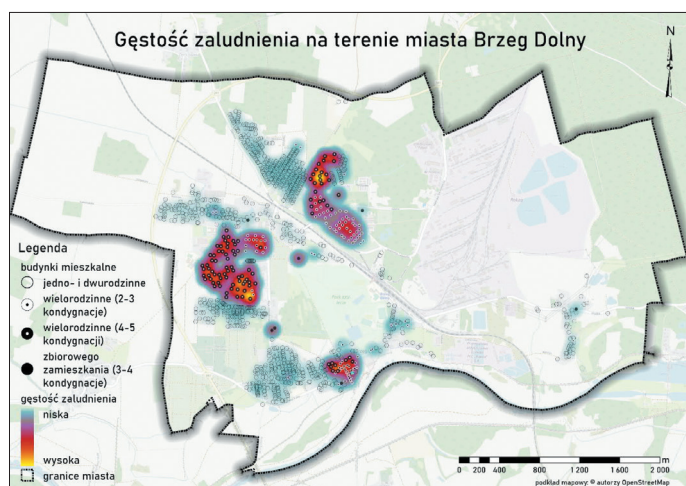 Gęstość zaludnienia na terenie miasta Brzeg Dolny
N
Legenda
budynki mieszkalne
jedno- i dwurodzinne
wielorodzinne (2-3
kondygnacje)
wielorodzinne (4-5
kondygnacji)
zbiorowego
zamieszkania (3-4
kondygnacje)
gęstość zaludnienia
niska
wysoka
granice miasta
0 200 400 800 1 200 1 600 2 000
m
podkład mapowy: © autorzy OpenStreetMap